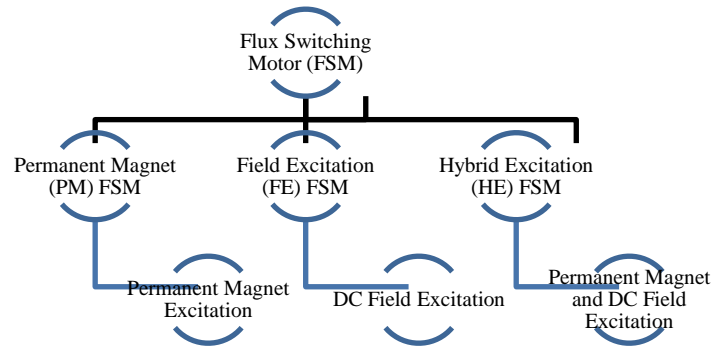 Flux Switching
Motor (FSM)
Permanent Magnet
(PM) FSM
Field Excitation
(FE) FSM
Hybrid Excitation
(HE) FSM
Permanent Magnet
Excitation
DC Field Excitation
Permanent Magnet
and DC Field
Excitation